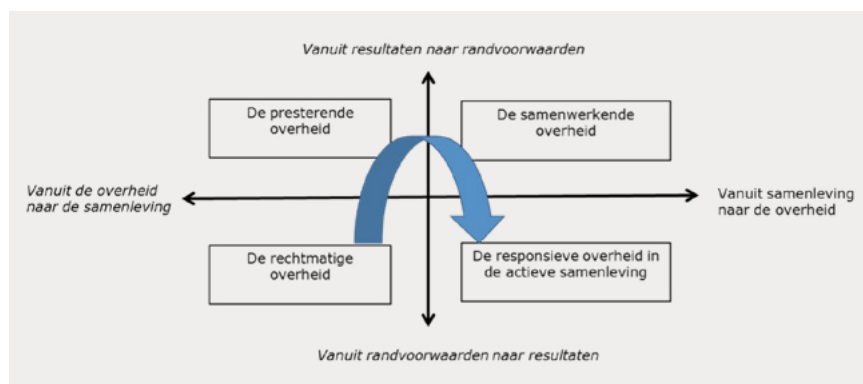 Vanuit resultaten naar randvoorwaarden
De presterende
overheid
De samenwerkende
overheid
Vanuit de overheid
naar de samenleving
Vanuit samenleving
naar de overheid
De rechtmatige
overheid
De responsieve overheid in
de actieve samenleving
Vanuit randvoorwaarden naar resultaten